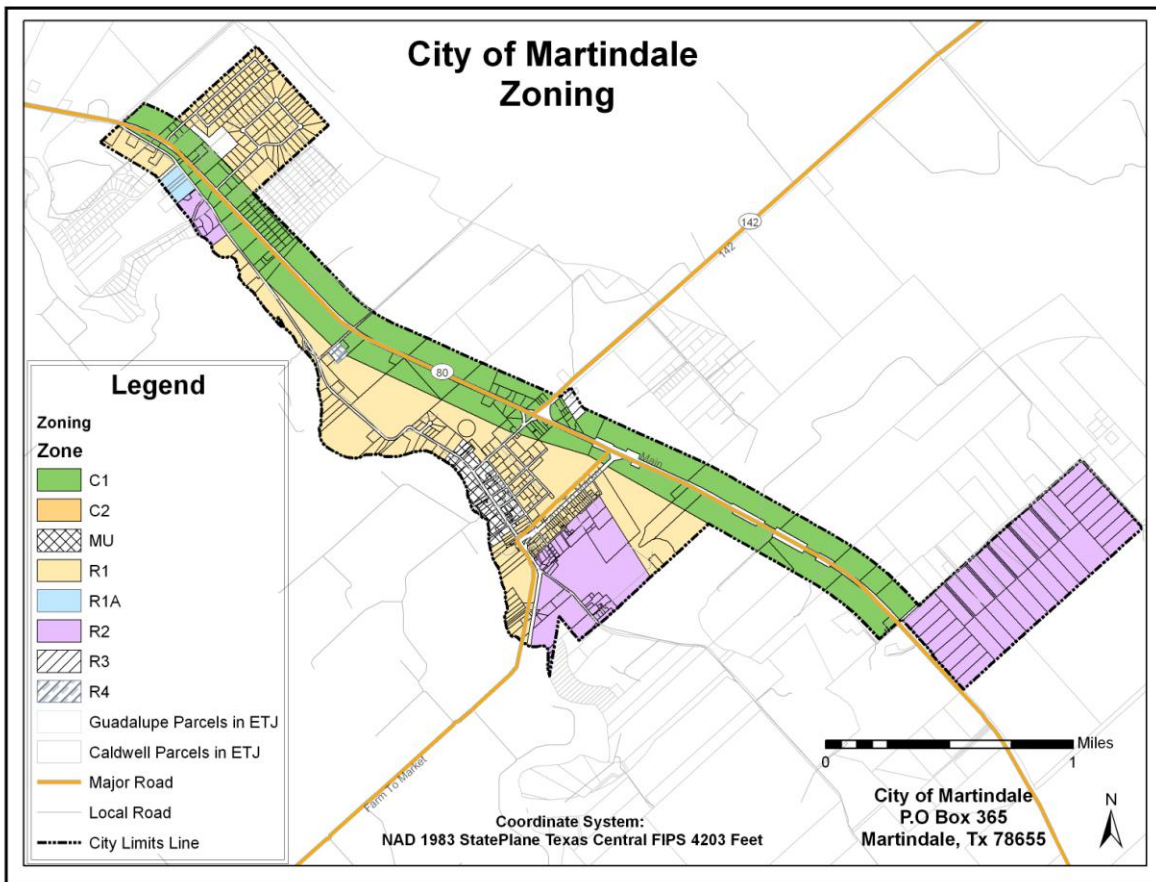 City of Martindale
Zoning
142
142
80
Main
Legend
Zoning
Zone
C1
C2
MU
R1
R1A
R2
R3
R4
Guadalupe Parcels in ETJ
Caldwell Parcels in ETJ
Major Road
Local Road
City Limits Line
Farm To Market
Miles
0 1
Coordinate System:
NAD 1983 StatePlane Texas Central FIPS 4203 Feet
City of Martindale
P.O Box 365
Martindale, Tx 78655
N